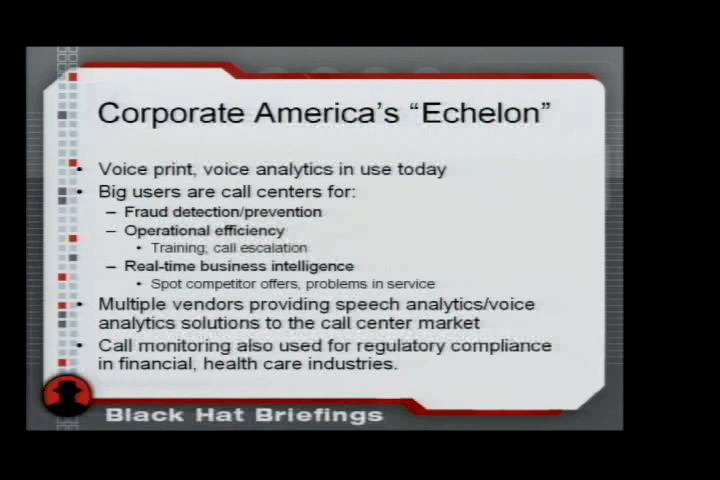 Corporate America's "Echelon"
• Voice print, voice analytics in use today
• Big users are call centers for:
– Fraud detection/prevention
– Operational efficiency
• Training, call escalation
– Real-time business intelligence
• Spot competitor offers, problems in service
• Multiple vendors providing speech analytics/voice
analytics solutions to the call center market
• Call monitoring also used for regulatory compliance
in financial, health care industries.
Black Hat Briefings